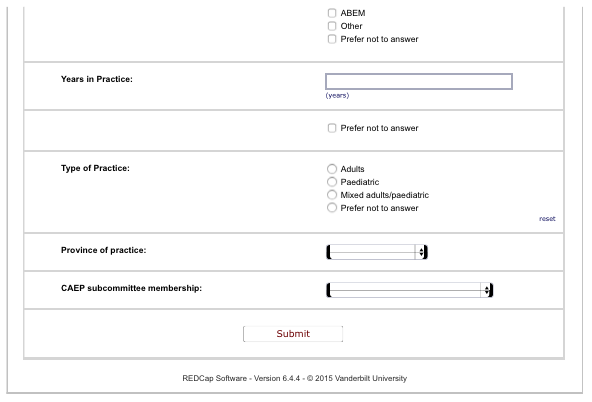 ABEM
Other
Prefer not to answer
Years in Practice:
(years)
Prefer not to answer
Type of Practice:
Adults
Paediatric
Mixed adults/paediatric
Prefer not to answer
reset
Province of practice:
CAEP subcommittee membership:
Submit
REDCap Software - Version 6.4.4 - © 2015 Vanderbilt University